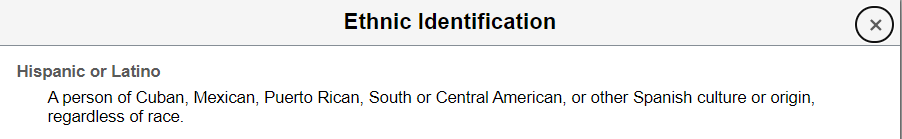 Ethnic Identification
Hispanic or Latino
A person of Cuban, Mexican, Puerto Rican, South or Central American, or other Spanish culture or origin,
regardless of race.